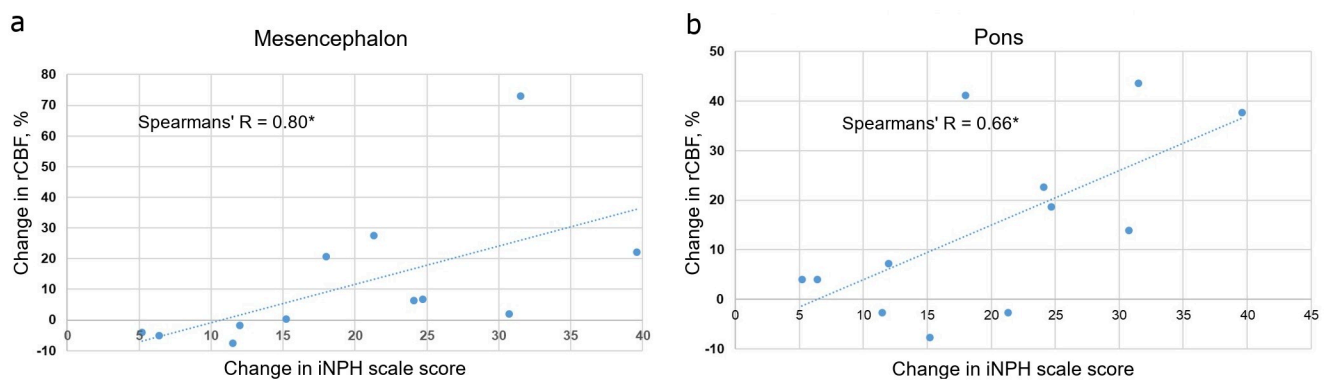 a
Mesencephalon
80
70
60
50
40
30
20
10
0
-10
Spearmans' R = 0.80*
Change in rCBF, %
0 5 10 15 20 25 30 35 40
Change in iNPH scale score
b
Pons
50
40
30
20
10
0
-10
Spearmans' R = 0.66*
Change in rCBF, %
0 5 10 15 20 25 30 35 40 45
Change in iNPH scale score